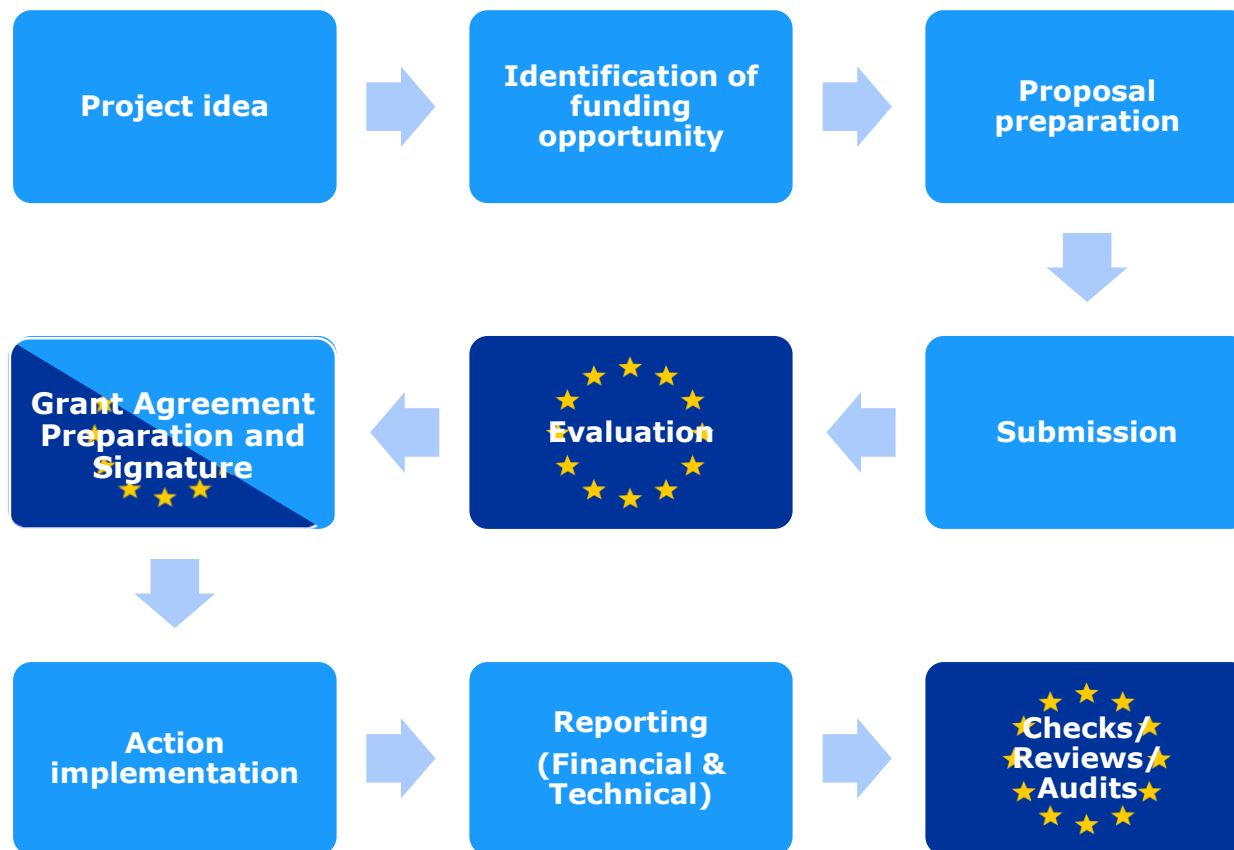 Project idea
Identification of
funding
opportunity
Proposal
preparation
Submission
Evaluation
Grant Agreement
Preparation and
Signature
Action
implementation
Reporting
(Financial &
Technical)
Checks/
Reviews/
Audits